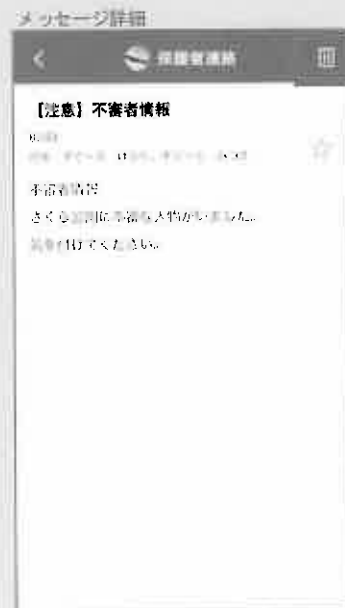 メッセージ詳細
保護者連絡
【注意】不審者情報
不審者情報
さくら公園に不審な人物がいました。
気を付けてください。